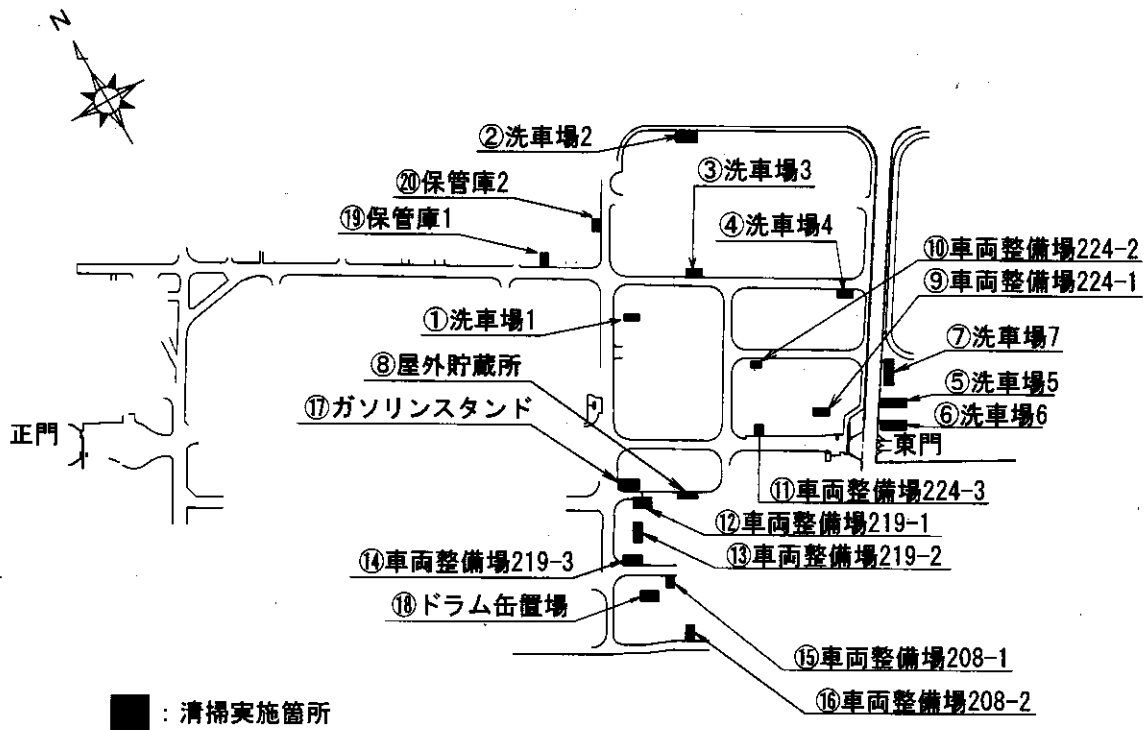 N
②洗車場2
③洗車場3
⑳保管庫2
⑲保管庫1
④洗車場4
⑩車両整備場224-2
⑨車両整備場224-1
①洗車場1
⑦洗車場7
⑧屋外貯蔵所
⑤洗車場5
⑰ガソリンスタンド
⑥洗車場6
正門
東門
⑪車両整備場224-3
⑫車両整備場219-1
⑬車両整備場219-2
⑭車両整備場219-3
⑱ドラム缶置場
⑮車両整備場208-1
⑯車両整備場208-2
：清掃実施箇所